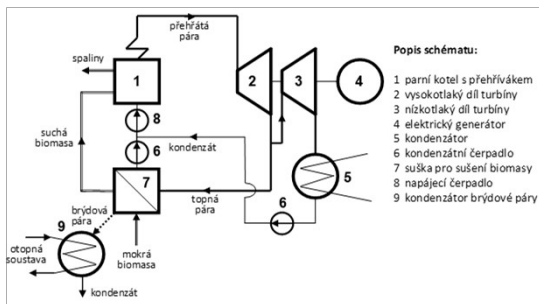 přehřátá
pára
spaliny
1
2
3
4
8
suchá
biomasa
6
kondenzát
7
5
topná
pára
6
brýdová
pára
9
otopná
soustava
mokrá
biomasa
kondenzát
Popis schématu:
1 parní kotel s přehřívákem
2 vysokotlaký díl turbíny
3 nízkotlaký díl turbíny
4 elektrický generátor
5 kondenzátor
6 kondenzátní čerpadlo
7 suška pro sušení biomasy
8 napájecí čerpadlo
9 kondenzátor brýdové páry